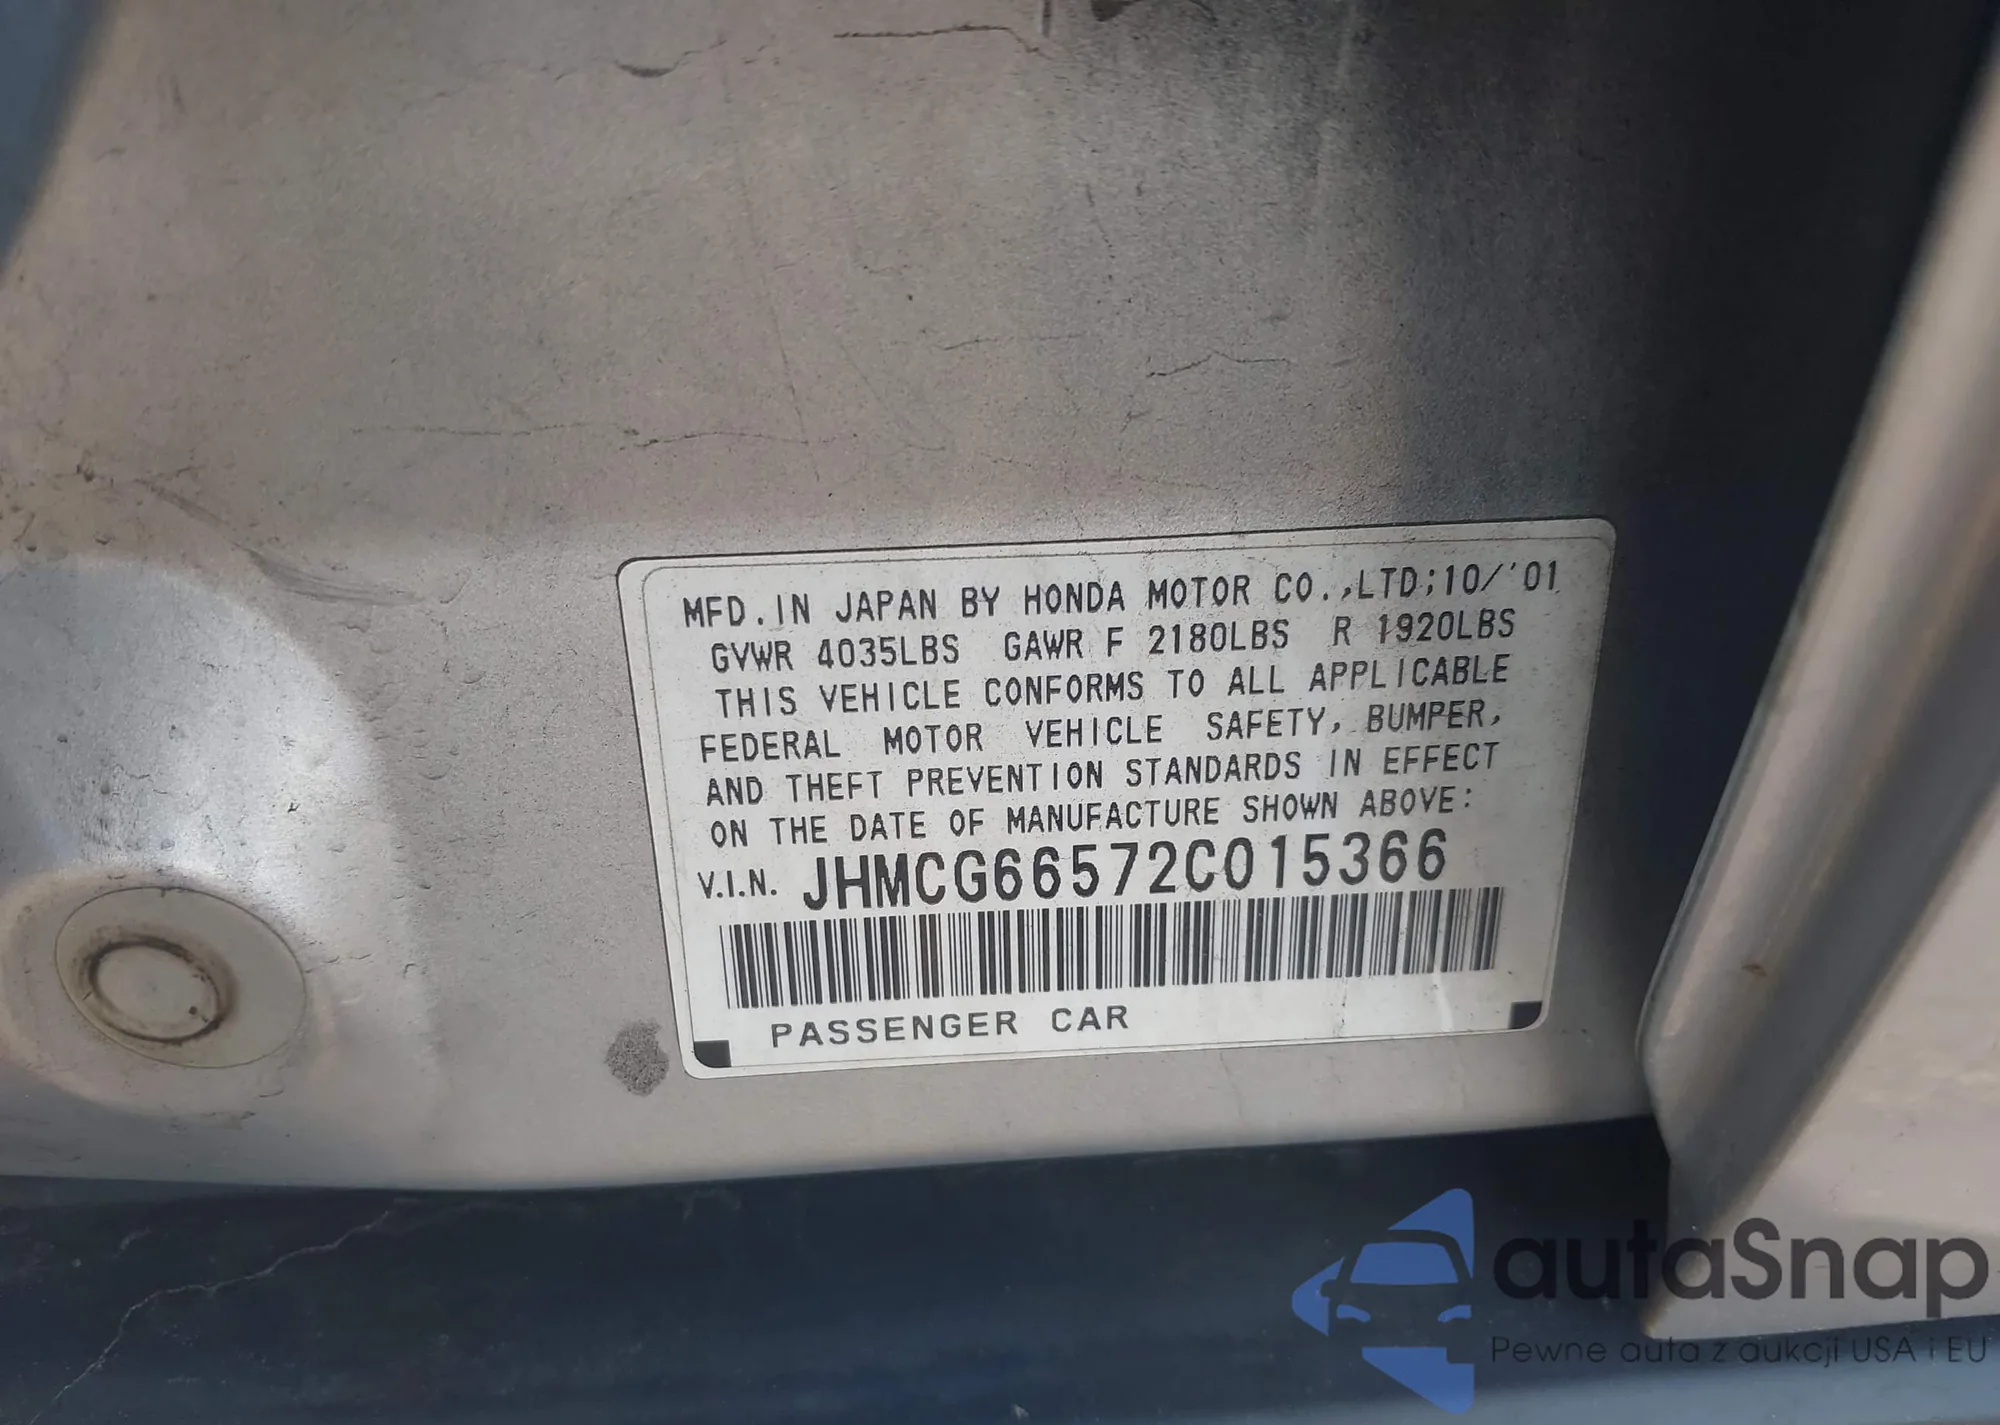 MFD. IN JAPAN BY HONDA MOTOR CO.,LTD;10/'01
GVWR 4035LBS GAWR F 2180LBS R 1920LBS
THIS VEHICLE CONFORMS TO ALL APPLICABLE
FEDERAL MOTOR VEHICLE SAFETY, BUMPER,
AND THEFT PREVENTION STANDARDS IN EFFECT
ON THE DATE OF MANUFACTURE SHOWN ABOVE:
V.I.N. JHMCG66572C015366
PASSENGER CAR
autaSnap
Pewne auta z aukcji USA i EU